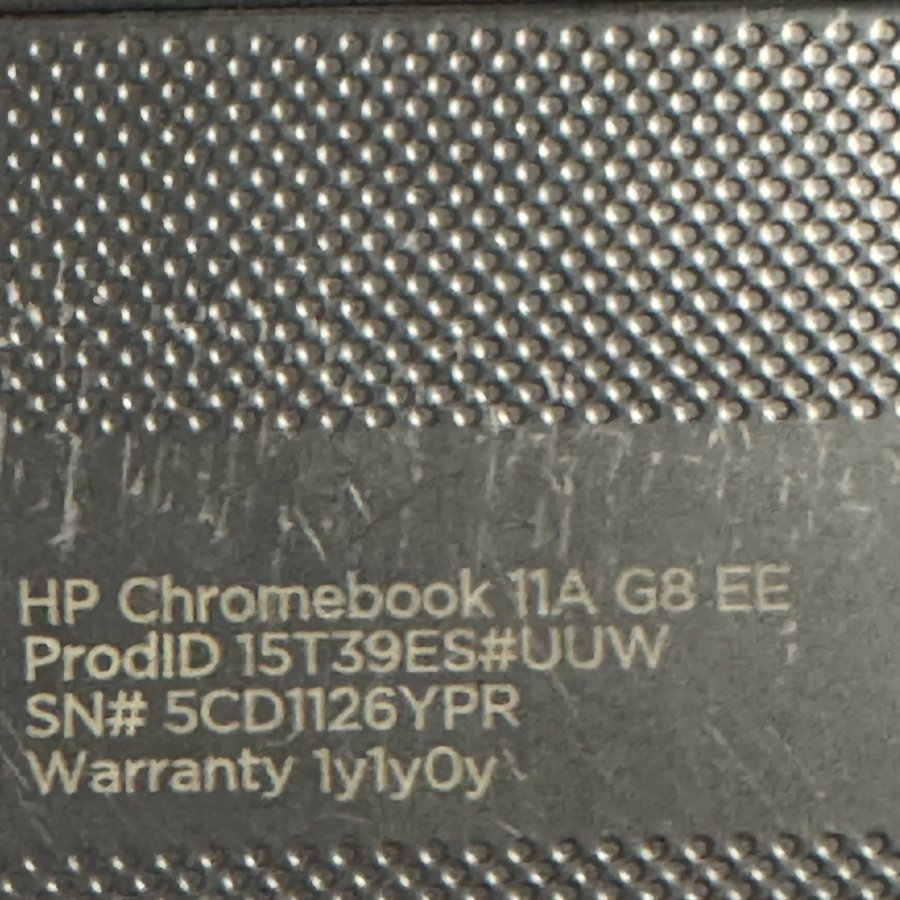 HP Chromebook 11A G8 EE
ProdID 15T39ES#UUW
SN# 5CD1126YPR
Warranty 1y1y0y